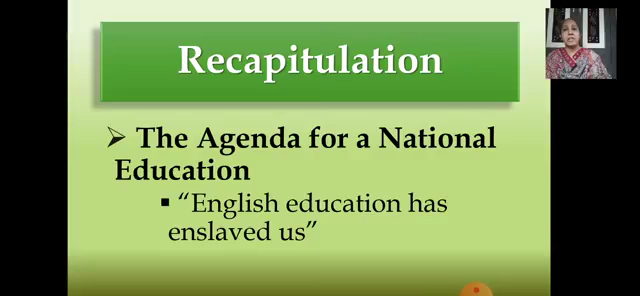 Recapitulation
➢ The Agenda for a National
Education
▪ “English education has
enslaved us”